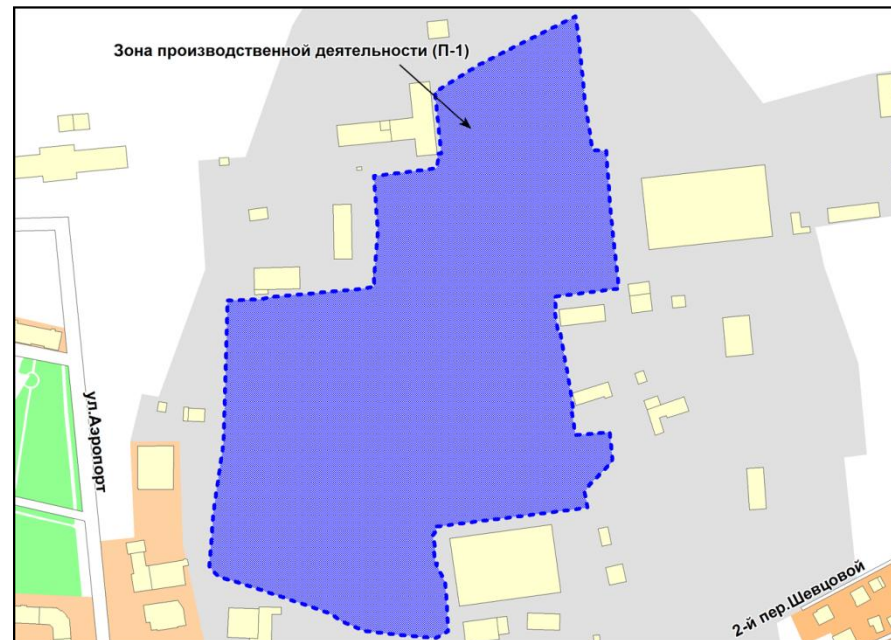 Зона производственной деятельности (П-1)
ул.Аэропорт
2-й пер.Шевцовой